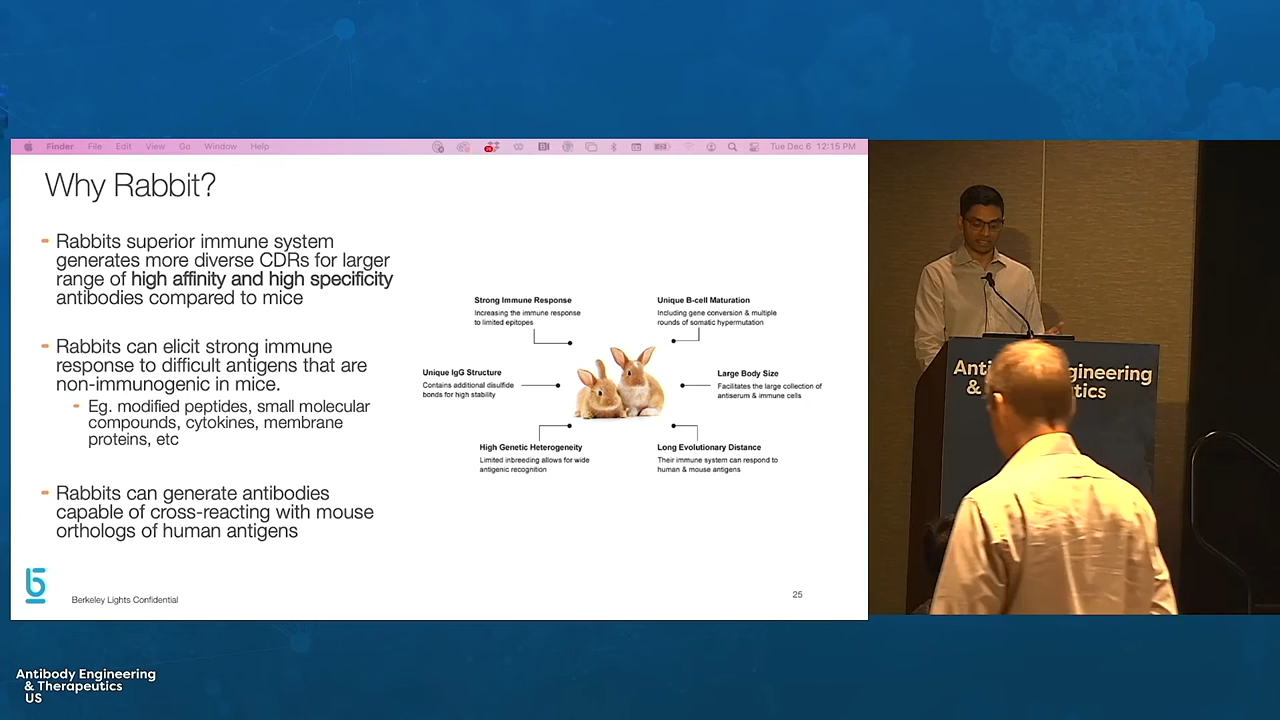 Finder File Edit View Go Window Help
Tue Dec 6 12:15 PM
Why Rabbit?
- Rabbits superior immune system
generates more diverse CDRs for larger
range of high affinity and high specificity
antibodies compared to mice
- Rabbits can elicit strong immune
response to difficult antigens that are
non-immunogenic in mice.
- Eg. modified peptides, small molecular
compounds, cytokines, membrane
proteins, etc
- Rabbits can generate antibodies
capable of cross-reacting with mouse
orthologs of human antigens
Strong Immune Response
Increasing the immune response
to limited epitopes
Unique B-cell Maturation
Including gene conversion & multiple
rounds of somatic hypermutation
Unique IgG Structure
Contains additional disulfide
bonds for high stability
Large Body Size
Facilitates the large collection of
antiserum & immune cells
High Genetic Heterogeneity
Limited inbreeding allows for wide
antigenic recognition
Long Evolutionary Distance
Their immune system can respond to
human & mouse antigens
Berkeley Lights Confidential
25
Antibody Engineering
& Therapeutics
US